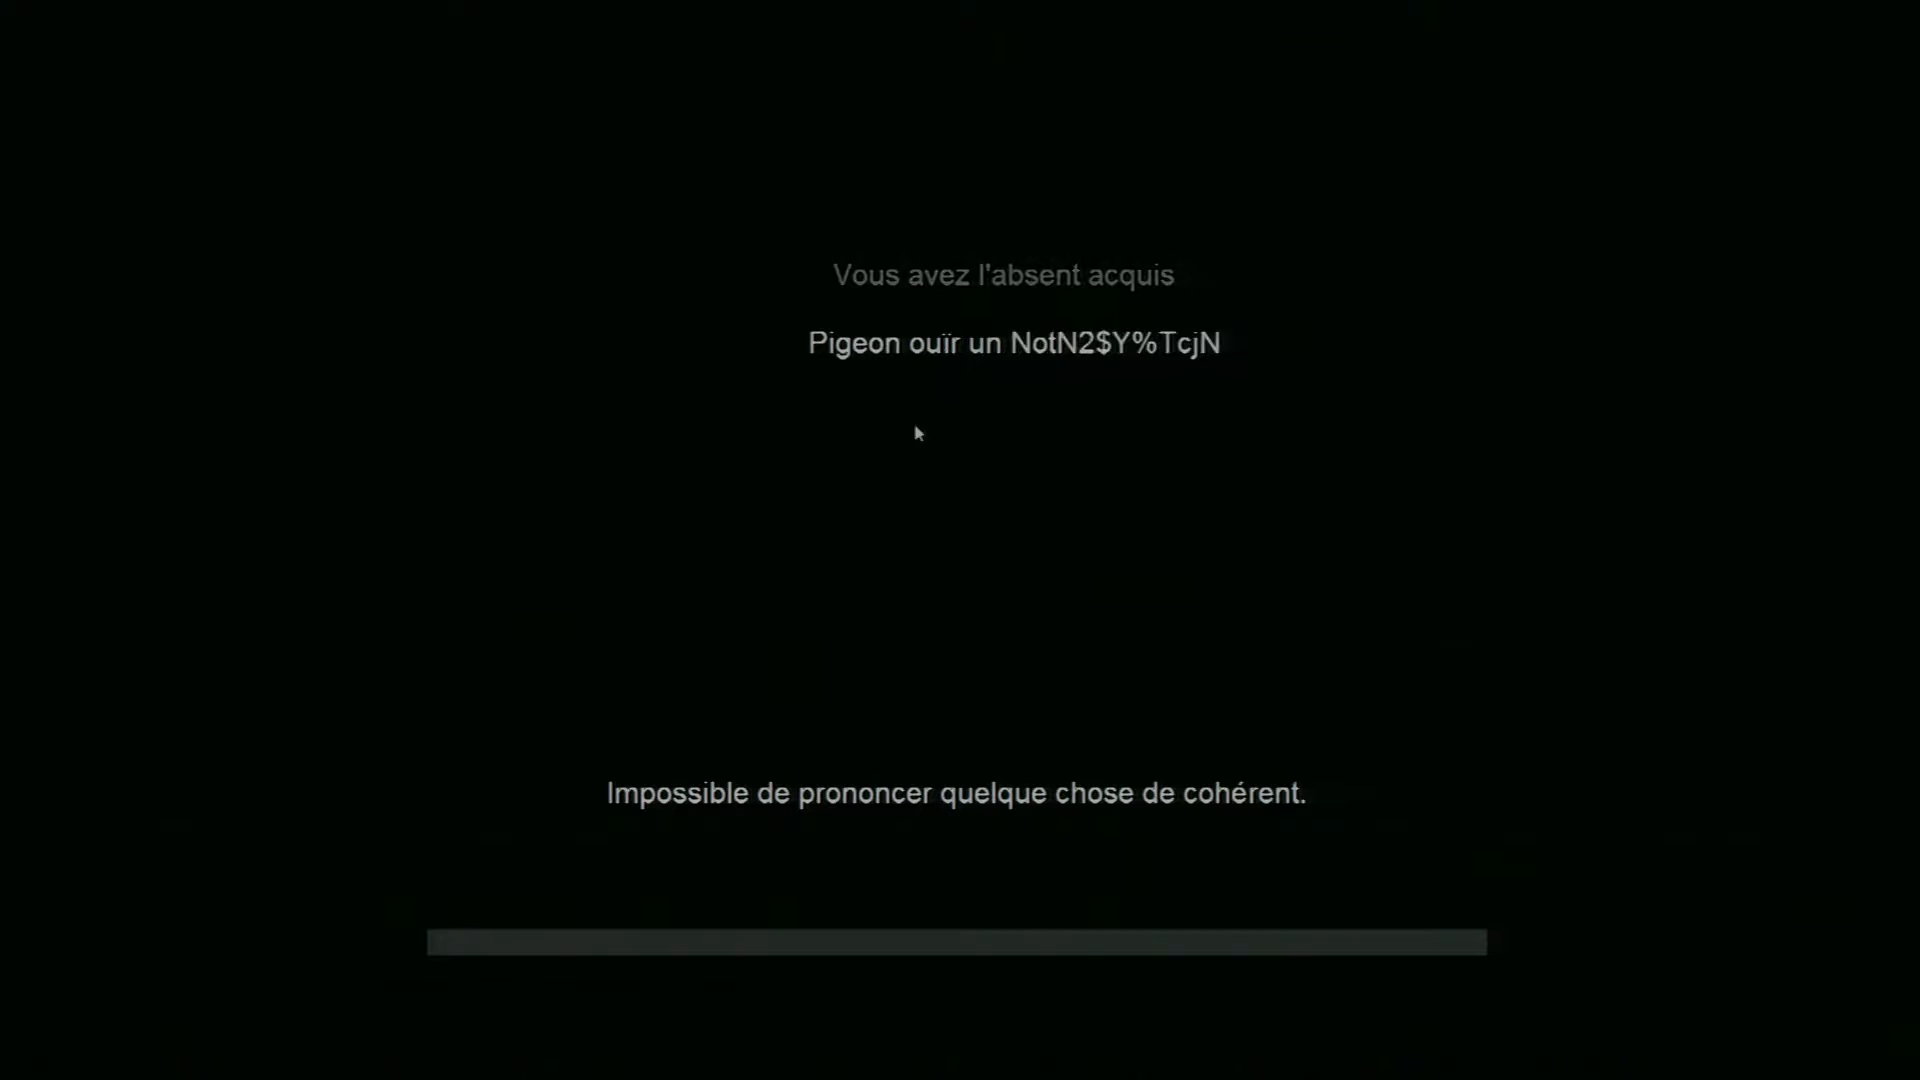 Vous avez l'absent acquis
Pigeon ouïr un NotN2$Y%TcjN
Impossible de prononcer quelque chose de cohérent.